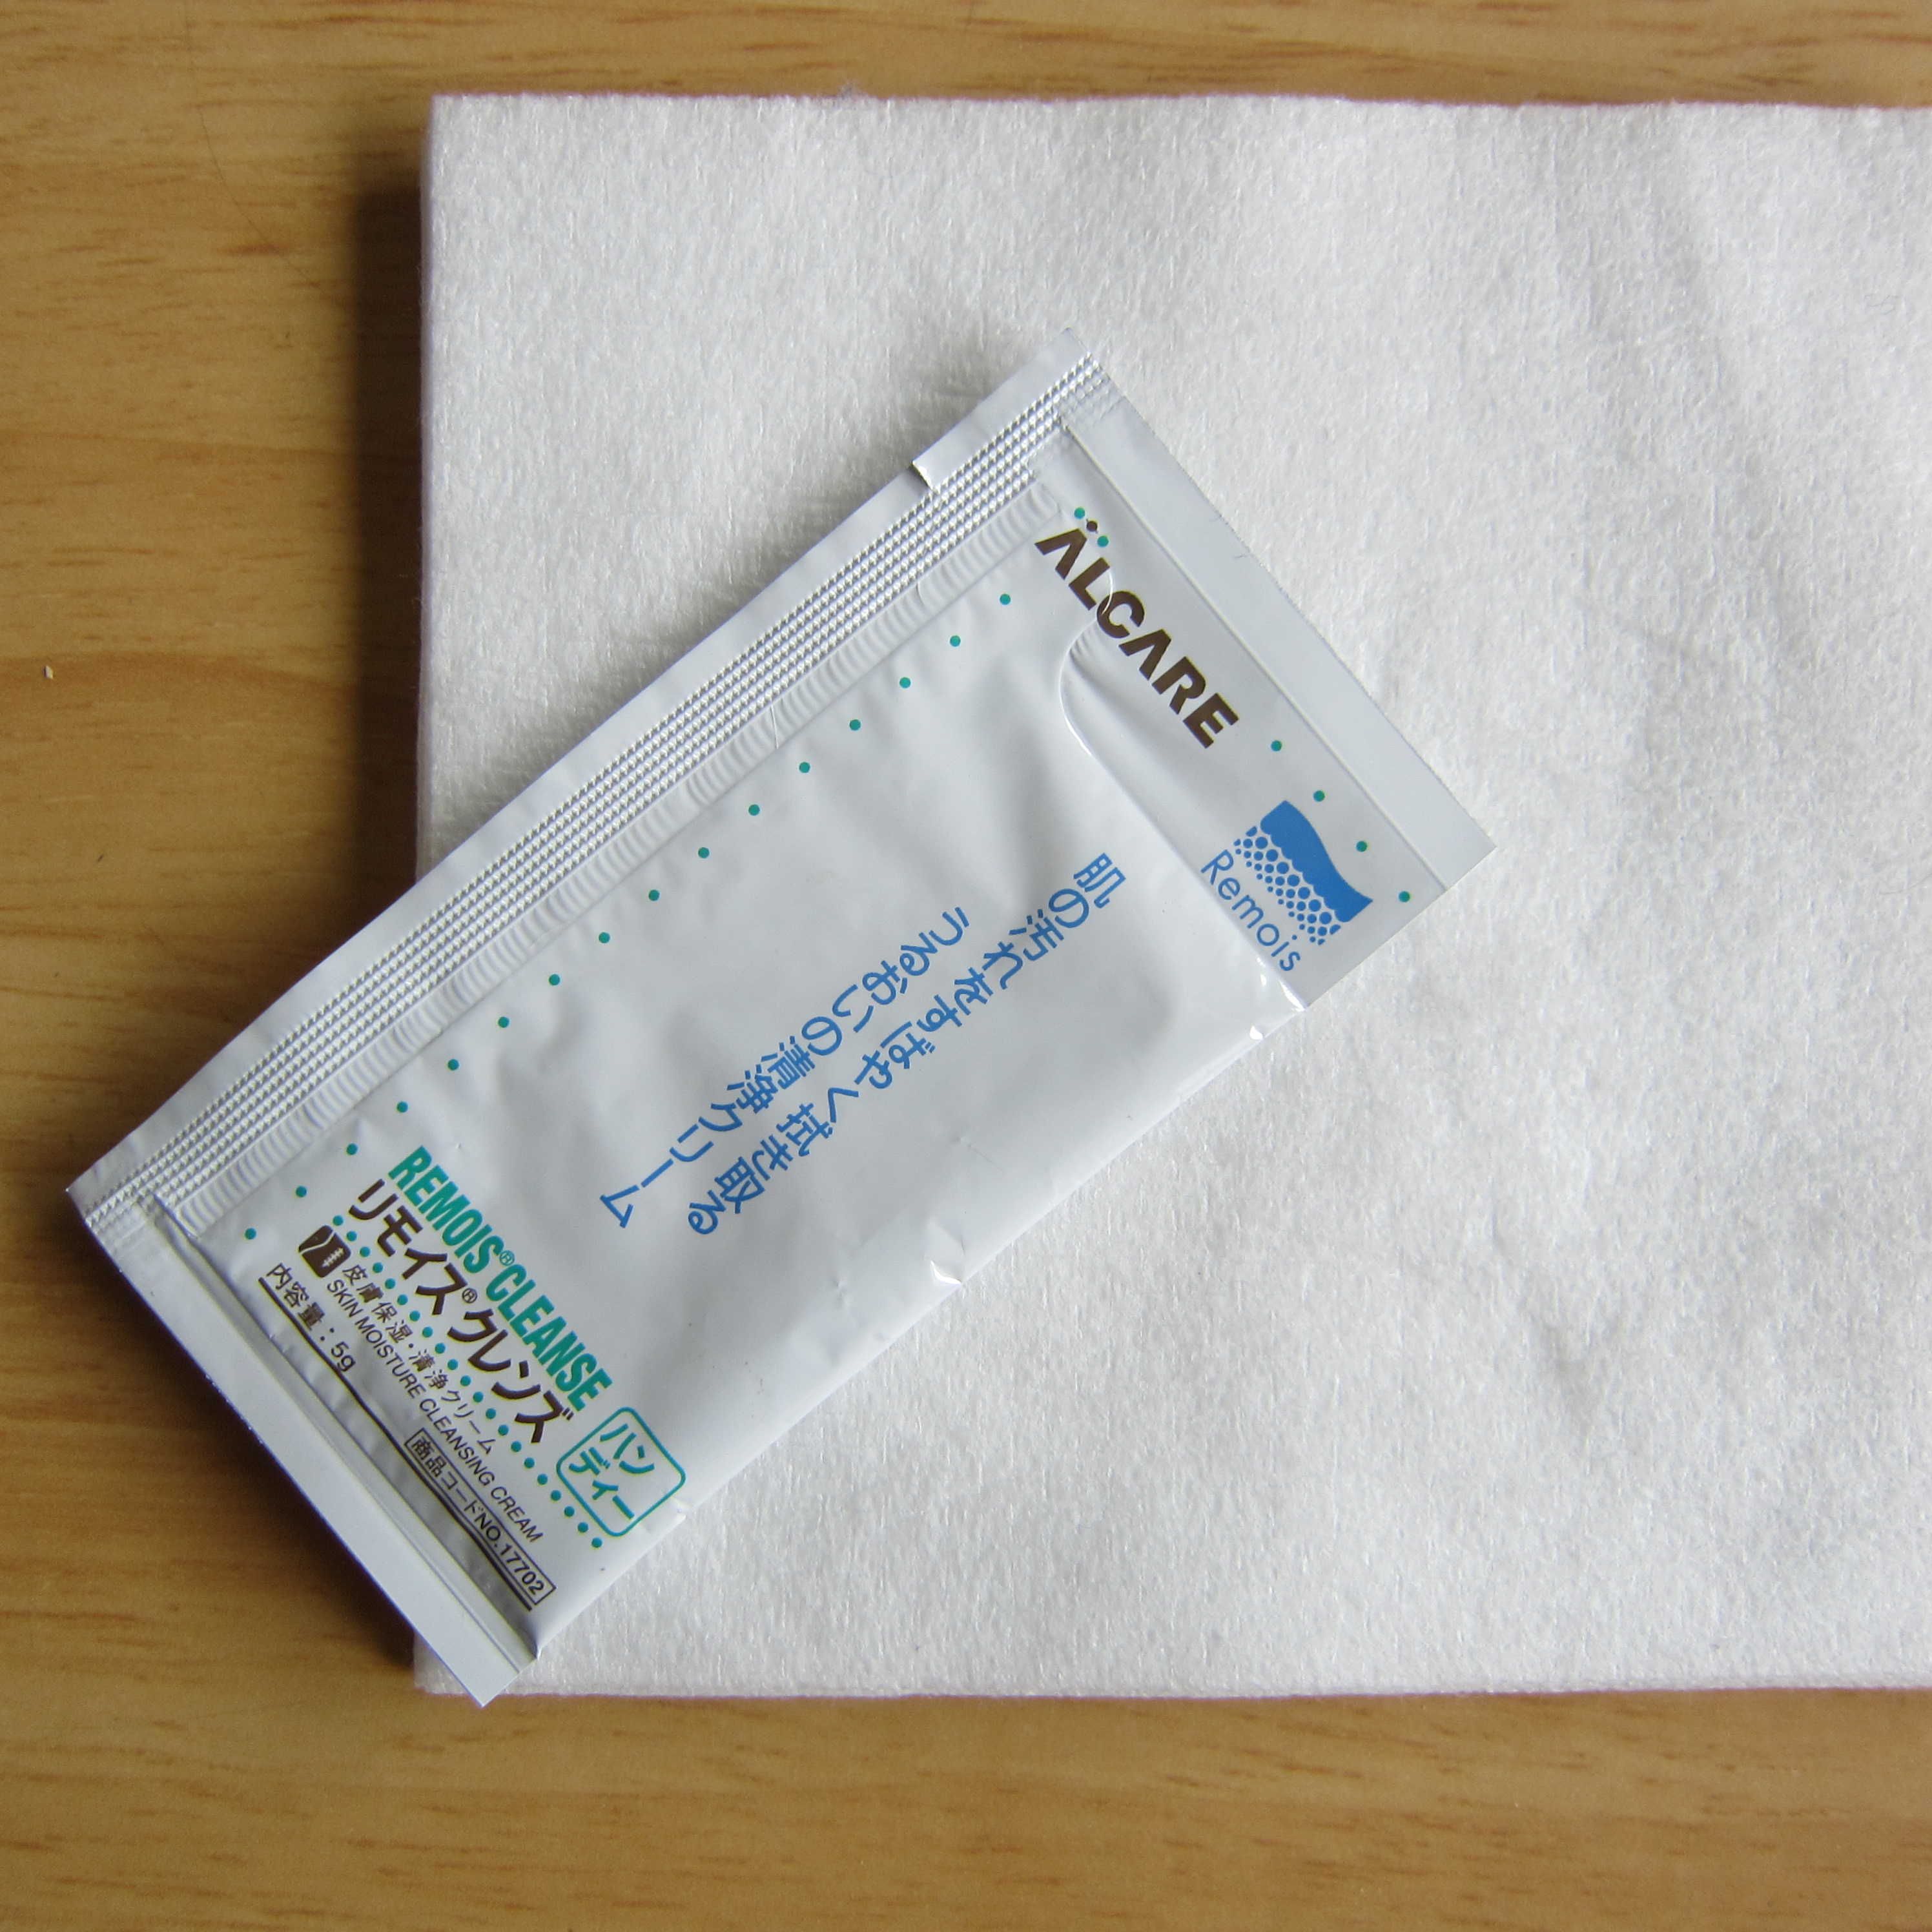 ALCARE
Remois
肌の汚れをすばやく拭き取る
うるおいの清浄クリーム
REMOIS® CLEANSE
リモイス®クレンズ
ハン
ディー
皮膚保湿・清浄クリーム
SKIN MOISTURE CLEANSING CREAM
内容量：5g
商品コードNO.17702